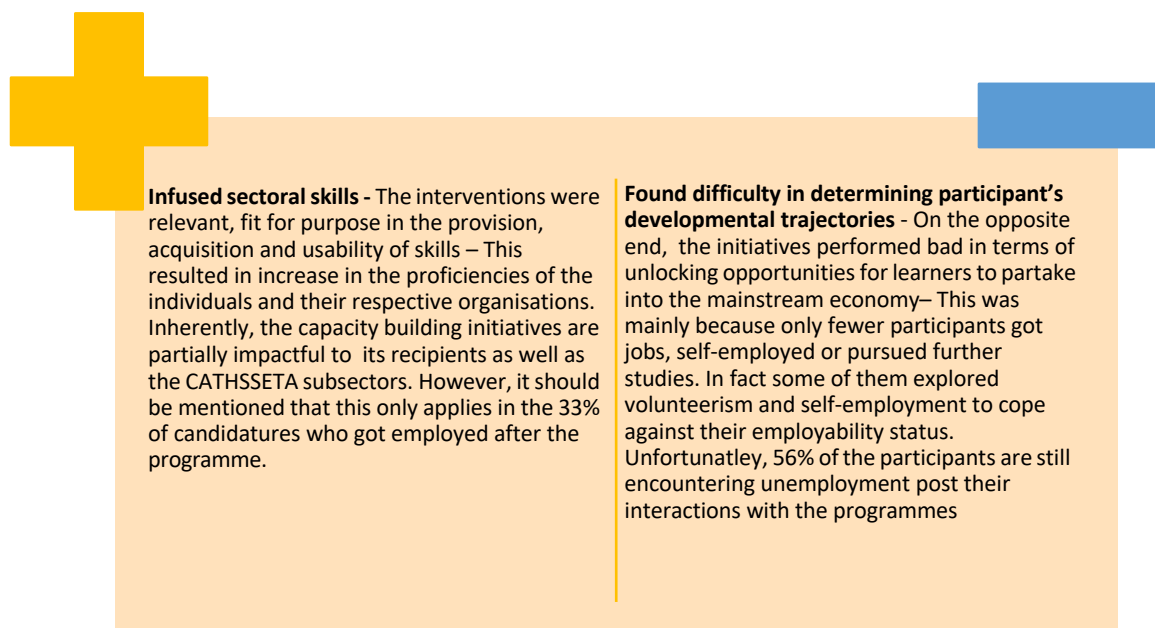 Infused sectoral skills - The interventions were
relevant, fit for purpose in the provision,
acquisition and usability of skills – This
resulted in increase in the proficiencies of the
individuals and their respective organisations.
Inherently, the capacity building initiatives are
partially impactful to its recipients as well as
the CATHSSETA subsectors. However, it should
be mentioned that this only applies in the 33%
of candidatures who got employed after the
programme.
Found difficulty in determining participant’s
developmental trajectories - On the opposite
end, the initiatives performed bad in terms of
unlocking opportunities for learners to partake
into the mainstream economy– This was
mainly because only fewer participants got
jobs, self-employed or pursued further
studies. In fact some of them explored
volunteerism and self-employment to cope
against their employability status.
Unfortunatley, 56% of the participants are still
encountering unemployment post their
interactions with the programmes